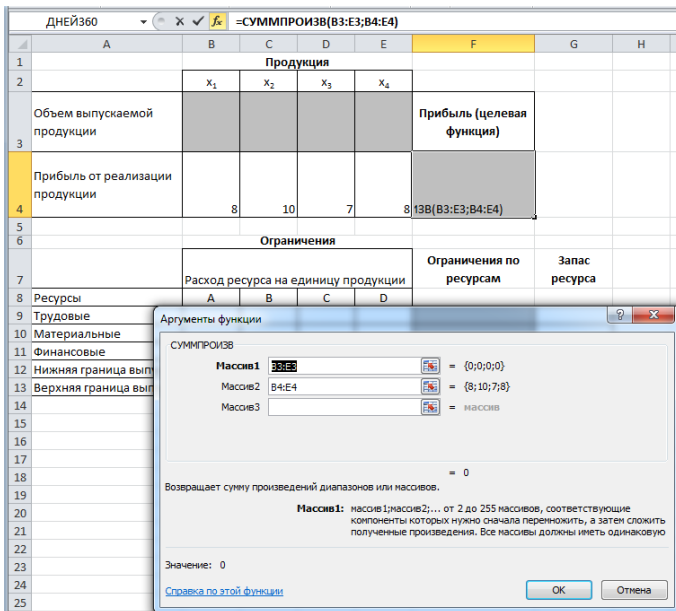 ДНЕЙ360 =СУММПРОИЗВ(B3:E3;B4:E4)
A B C D E F G H
1 Продукция
2 x₁ x₂ x₃ x₄
Объем выпускаемой
продукции
3
Прибыль (целевая
функция)
Прибыль от реализации
продукции
4 8 10 7 8 ИЗВ(B3:E3;B4:E4)
5
6 Ограничения
Ограничения по
ресурсам
Запас
ресурса
7 Расход ресурса на единицу продукции
8 Ресурсы A B C D
9 Трудовые
10 Материальные
11 Финансовые
12 Нижняя граница вып
13 Верхняя граница вып
14
15
16
17
18
19
20
21
22
23
24
25
Аргументы функции
СУММПРОИЗВ
Массив1 B3:E3 = {0;0;0;0}
Массив2 B4:E4 = {8;10;7;8}
Массив3 = массив
= 0
Возвращает сумму произведений диапазонов или массивов.
Массив1: массив1;массив2;... от 2 до 255 массивов, соответствующие
компоненты которых нужно сначала перемножить, а затем сложить
полученные произведения. Все массивы должны иметь одинаковую
Значение: 0
Справка по этой функции
ОК Отмена